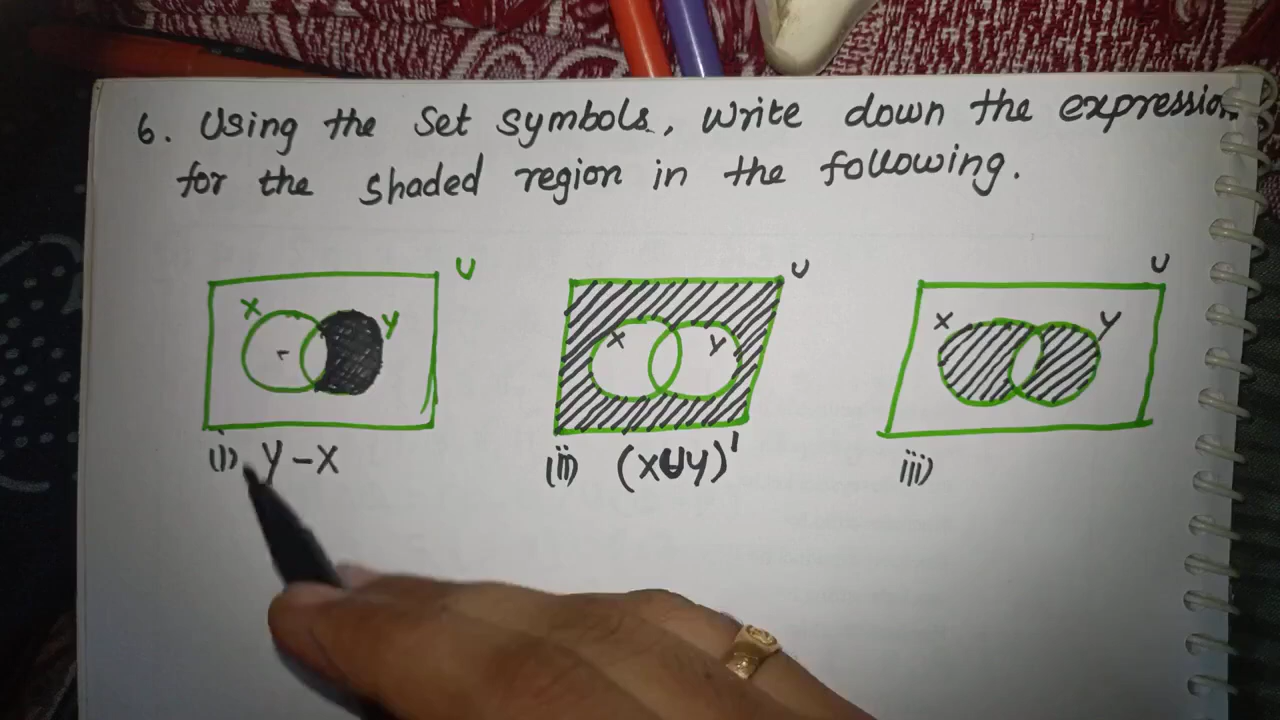 6. Using the Set symbols, Write down the expression
for the shaded region in the following.
U
X
Y
(i) Y - X
U
X
Y
(ii) (X∪Y)'
U
X
Y
iii)